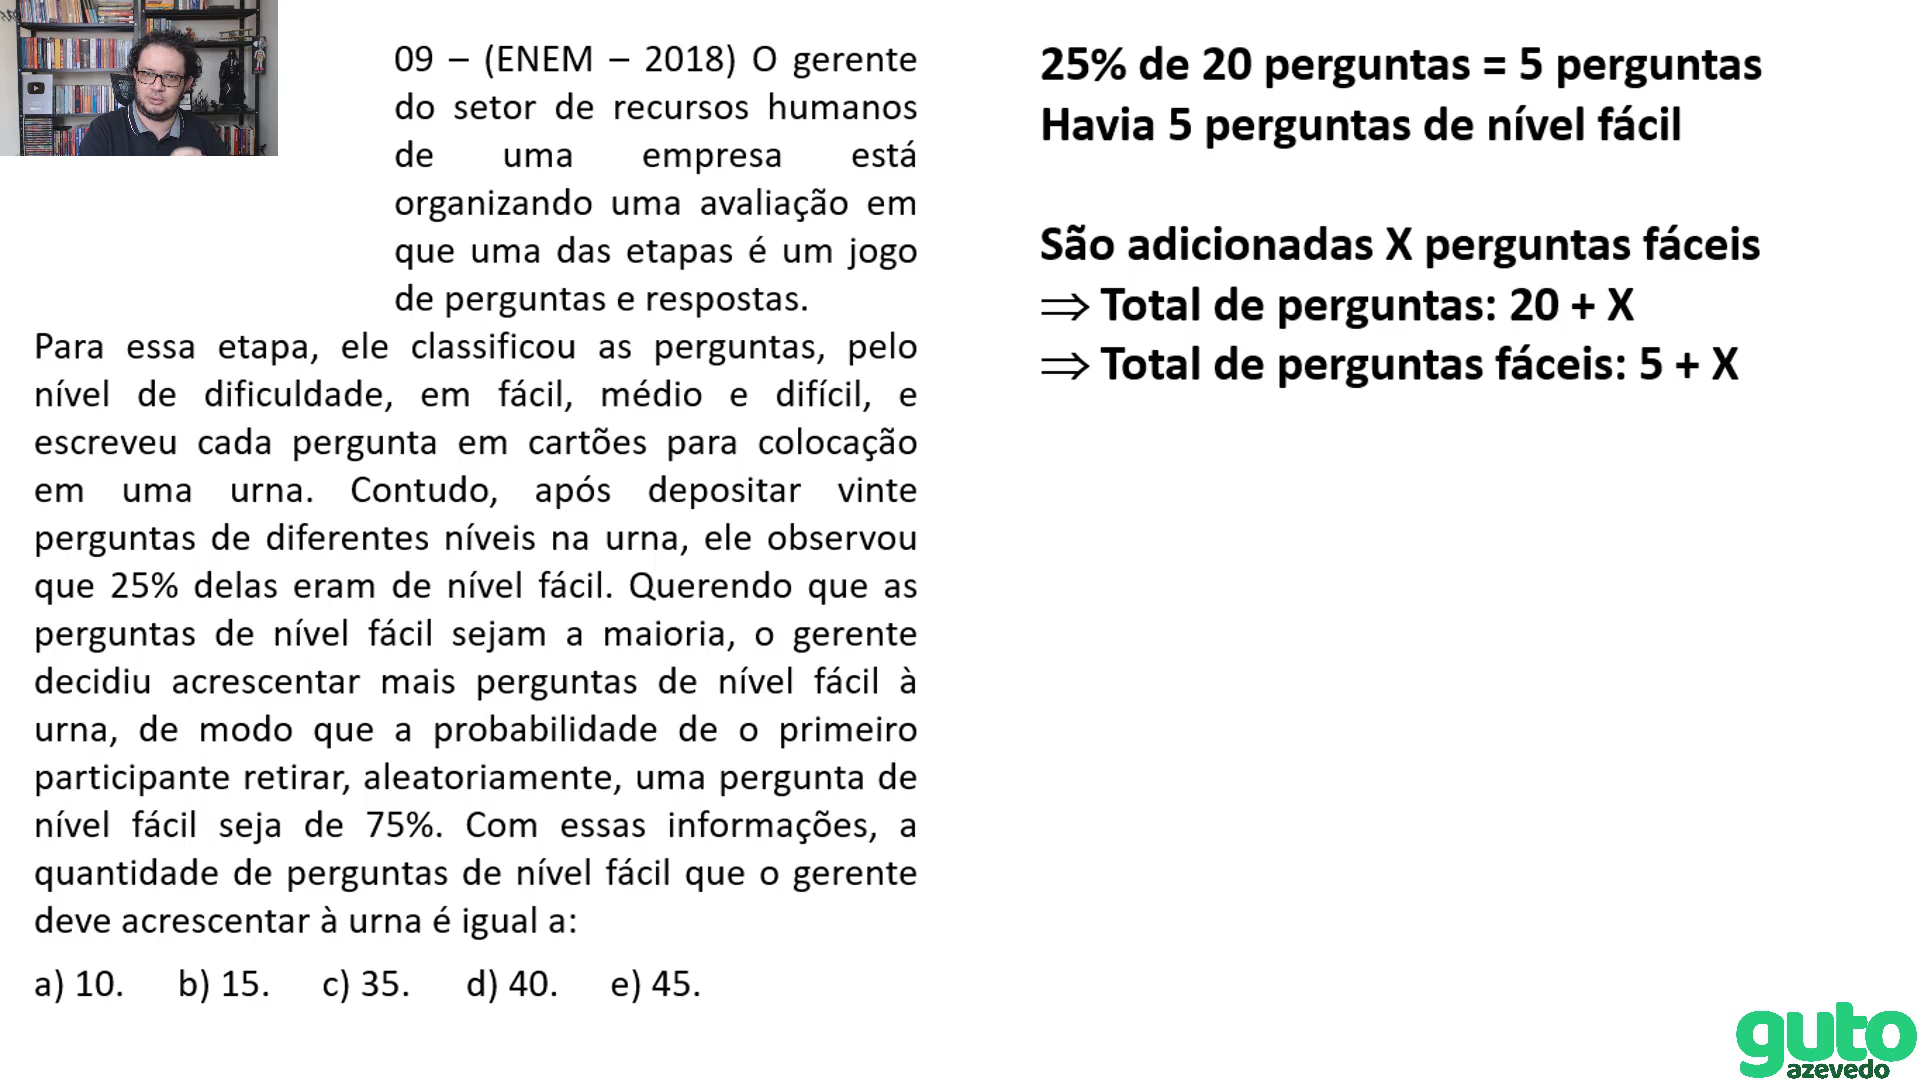 09 – (ENEM – 2018) O gerente
do setor de recursos humanos
de uma empresa está
organizando uma avaliação em
que uma das etapas é um jogo
de perguntas e respostas.
Para essa etapa, ele classificou as perguntas, pelo
nível de dificuldade, em fácil, médio e difícil, e
escreveu cada pergunta em cartões para colocação
em uma urna. Contudo, após depositar vinte
perguntas de diferentes níveis na urna, ele observou
que 25% delas eram de nível fácil. Querendo que as
perguntas de nível fácil sejam a maioria, o gerente
decidiu acrescentar mais perguntas de nível fácil à
urna, de modo que a probabilidade de o primeiro
participante retirar, aleatoriamente, uma pergunta de
nível fácil seja de 75%. Com essas informações, a
quantidade de perguntas de nível fácil que o gerente
deve acrescentar à urna é igual a:
a) 10. b) 15. c) 35. d) 40. e) 45.
25% de 20 perguntas = 5 perguntas
Havia 5 perguntas de nível fácil
São adicionadas X perguntas fáceis
⇒ Total de perguntas: 20 + X
⇒ Total de perguntas fáceis: 5 + X
guto
azevedo